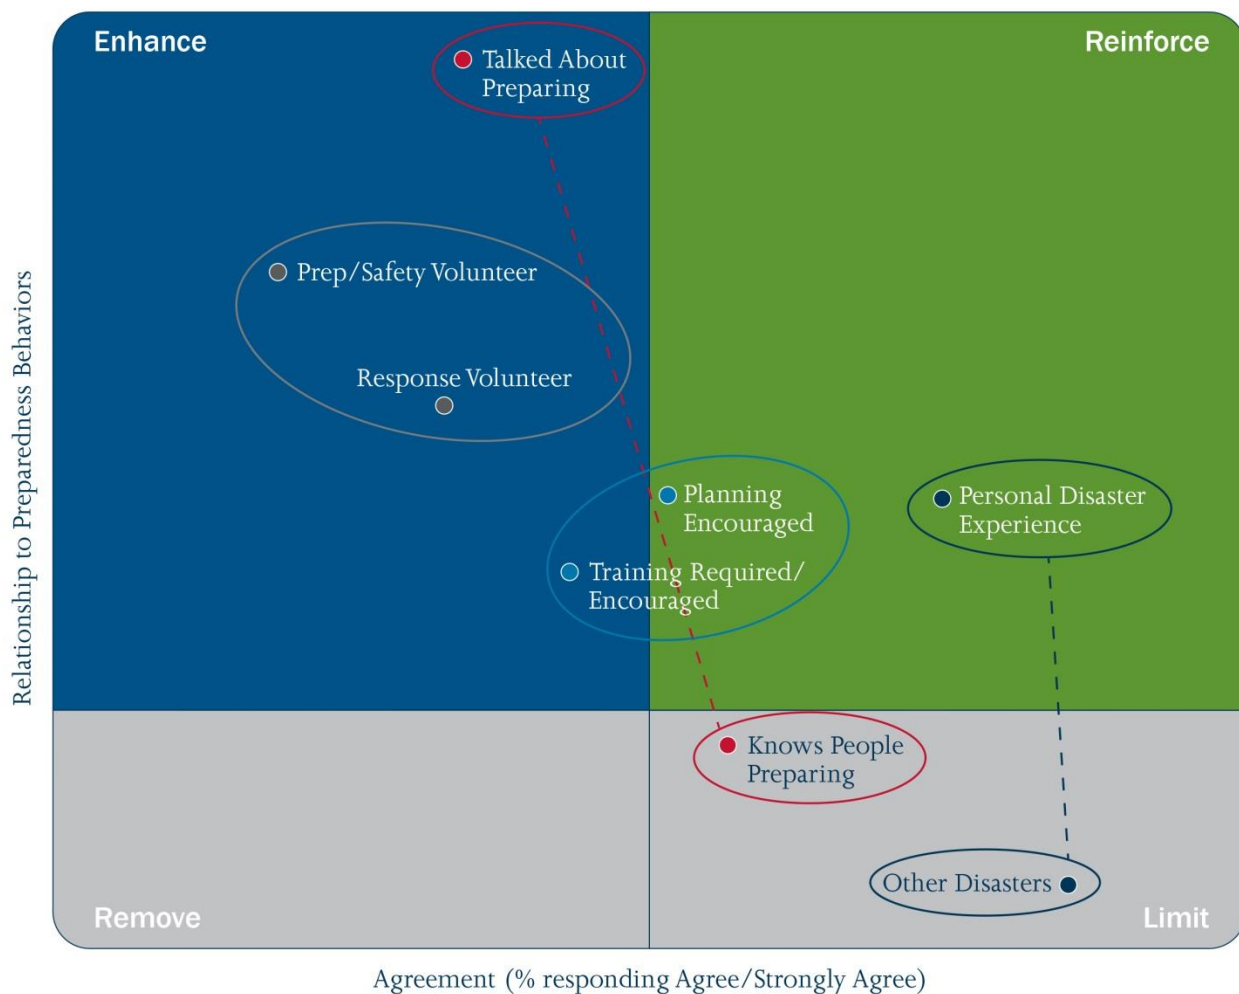 Enhance
Reinforce
Talked About
Preparing
Prep/Safety Volunteer
Response Volunteer
Planning
Encouraged
Personal Disaster
Experience
Training Required/
Encouraged
Knows People
Preparing
Other Disasters
Remove
Limit
Relationship to Preparedness Behaviors
Agreement (% responding Agree/Strongly Agree)